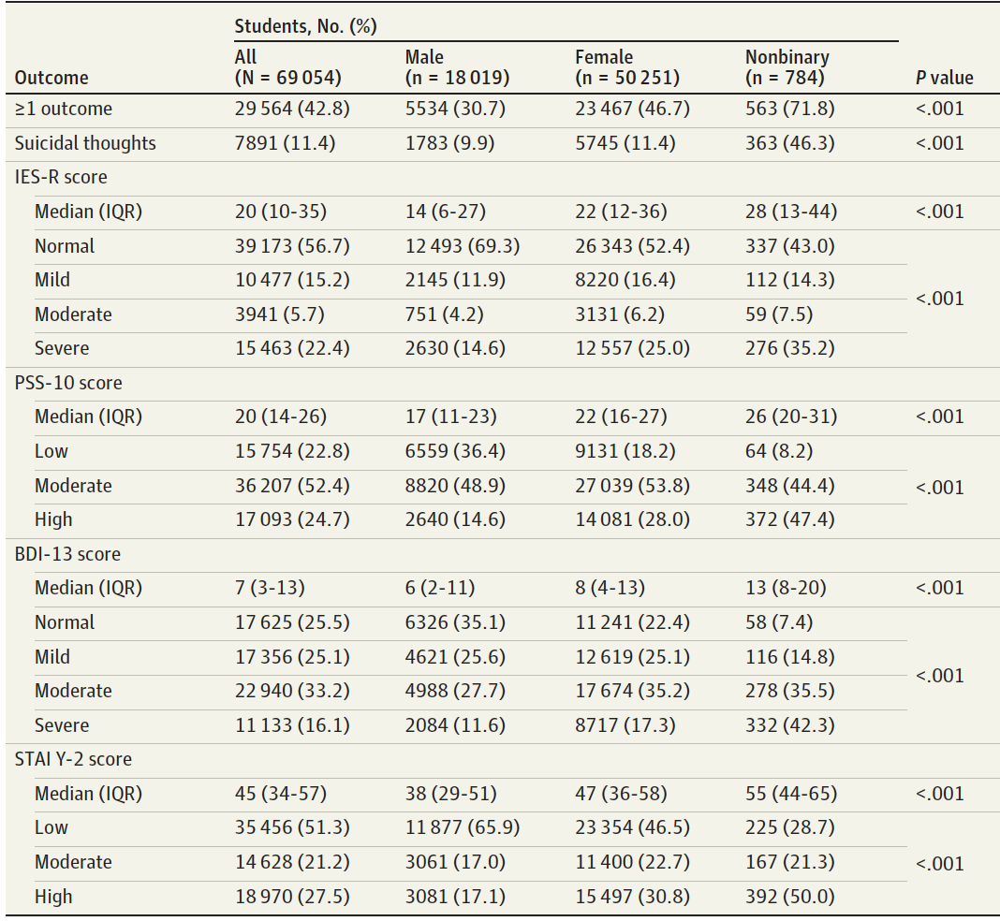 Students, No. (%)
Outcome All (N = 69 054) Male (n = 18 019) Female (n = 50 251) Nonbinary (n = 784) P value
≥1 outcome 29 564 (42.8) 5534 (30.7) 23 467 (46.7) 563 (71.8) <.001
Suicidal thoughts 7891 (11.4) 1783 (9.9) 5745 (11.4) 363 (46.3) <.001
IES-R score
Median (IQR) 20 (10-35) 14 (6-27) 22 (12-36) 28 (13-44) <.001
Normal 39 173 (56.7) 12 493 (69.3) 26 343 (52.4) 337 (43.0)
Mild 10 477 (15.2) 2145 (11.9) 8220 (16.4) 112 (14.3)
<.001
Moderate 3941 (5.7) 751 (4.2) 3131 (6.2) 59 (7.5)
Severe 15 463 (22.4) 2630 (14.6) 12 557 (25.0) 276 (35.2)
PSS-10 score
Median (IQR) 20 (14-26) 17 (11-23) 22 (16-27) 26 (20-31) <.001
Low 15 754 (22.8) 6559 (36.4) 9131 (18.2) 64 (8.2)
Moderate 36 207 (52.4) 8820 (48.9) 27 039 (53.8) 348 (44.4) <.001
High 17 093 (24.7) 2640 (14.6) 14 081 (28.0) 372 (47.4)
BDI-13 score
Median (IQR) 7 (3-13) 6 (2-11) 8 (4-13) 13 (8-20) <.001
Normal 17 625 (25.5) 6326 (35.1) 11 241 (22.4) 58 (7.4)
Mild 17 356 (25.1) 4621 (25.6) 12 619 (25.1) 116 (14.8)
<.001
Moderate 22 940 (33.2) 4988 (27.7) 17 674 (35.2) 278 (35.5)
Severe 11 133 (16.1) 2084 (11.6) 8717 (17.3) 332 (42.3)
STAI Y-2 score
Median (IQR) 45 (34-57) 38 (29-51) 47 (36-58) 55 (44-65) <.001
Low 35 456 (51.3) 11 877 (65.9) 23 354 (46.5) 225 (28.7)
Moderate 14 628 (21.2) 3061 (17.0) 11 400 (22.7) 167 (21.3) <.001
High 18 970 (27.5) 3081 (17.1) 15 497 (30.8) 392 (50.0)